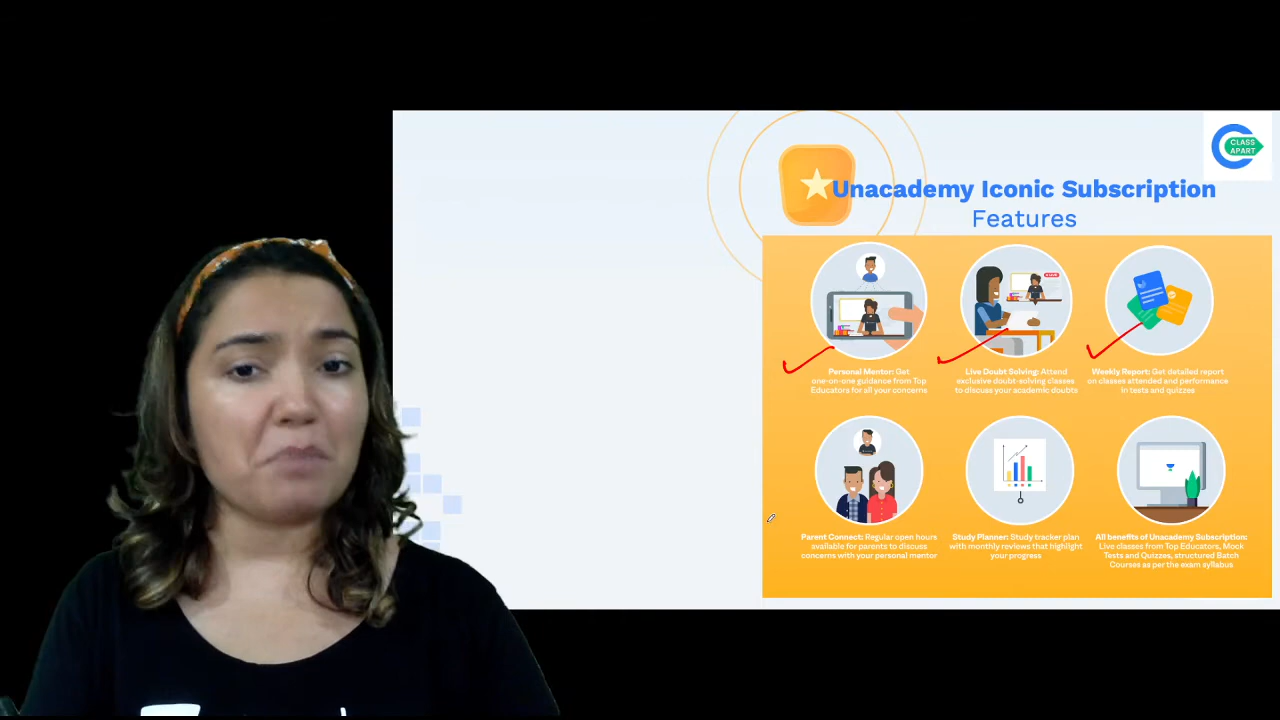 CLASS
APART
Unacademy Iconic Subscription
Features
LIVE
Personal Mentor: Get
one-on-one guidance from Top
Educators for all your concerns
Live Doubt Solving: Attend
exclusive doubt-solving classes
to discuss your academic doubts
Weekly Report: Get detailed report
on classes attended and performance
in tests and quizzes
Parent Connect: Regular open hours
available for parents to discuss
concerns with your personal mentor
Study Planner: Study tracker plan
with monthly reviews that highlight
your progress
All benefits of Unacademy Subscription:
Live classes from Top Educators, Mock
Tests and Quizzes, structured Batch
Courses as per the exam syllabus